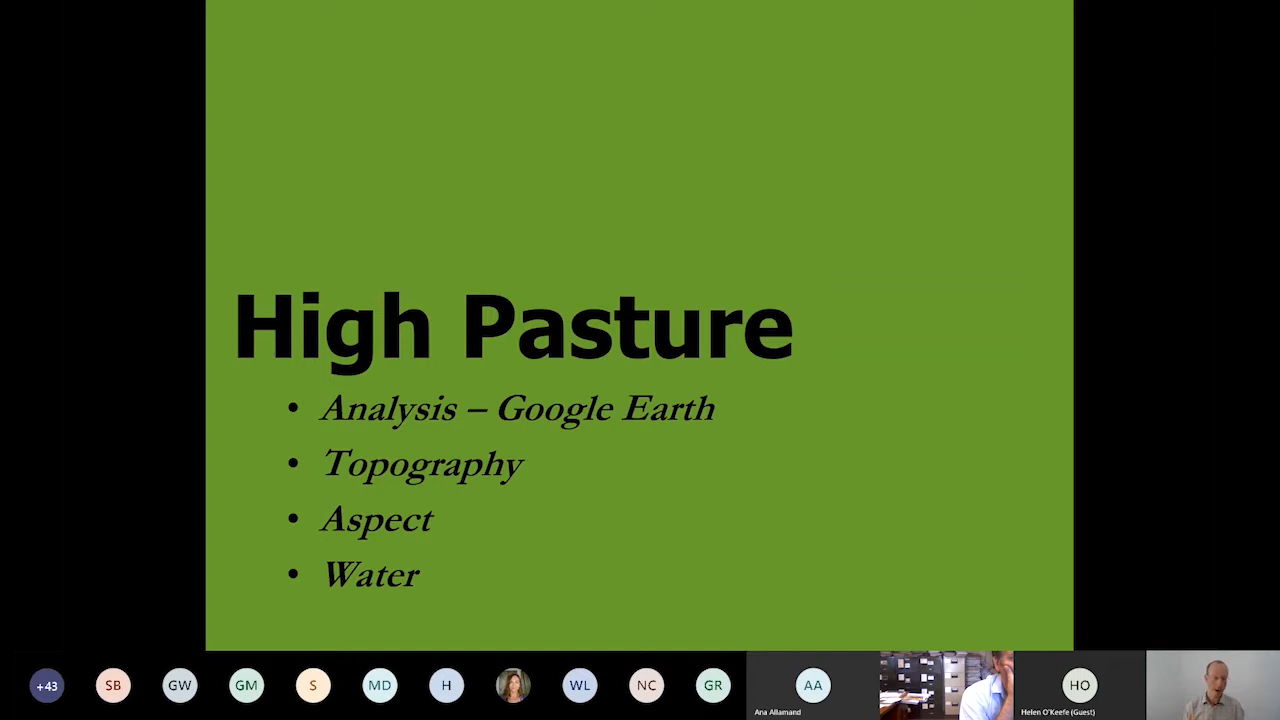 High Pasture
• Analysis – Google Earth
• Topography
• Aspect
• Water
+43 SB GW GM S MD H WL NC GR AA HO
Ana Allamand Helen O'Keefe (Guest)